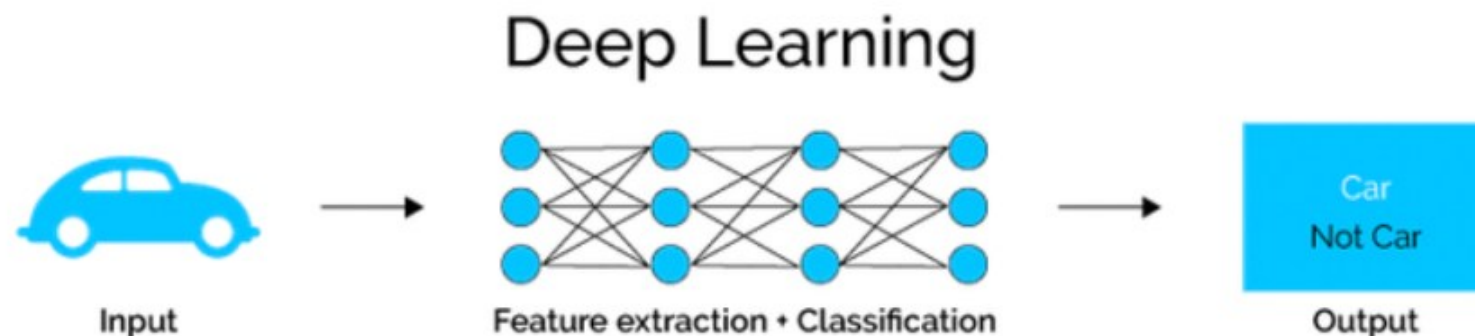 Deep Learning
Car
Not Car
Input
Feature extraction + Classification
Output